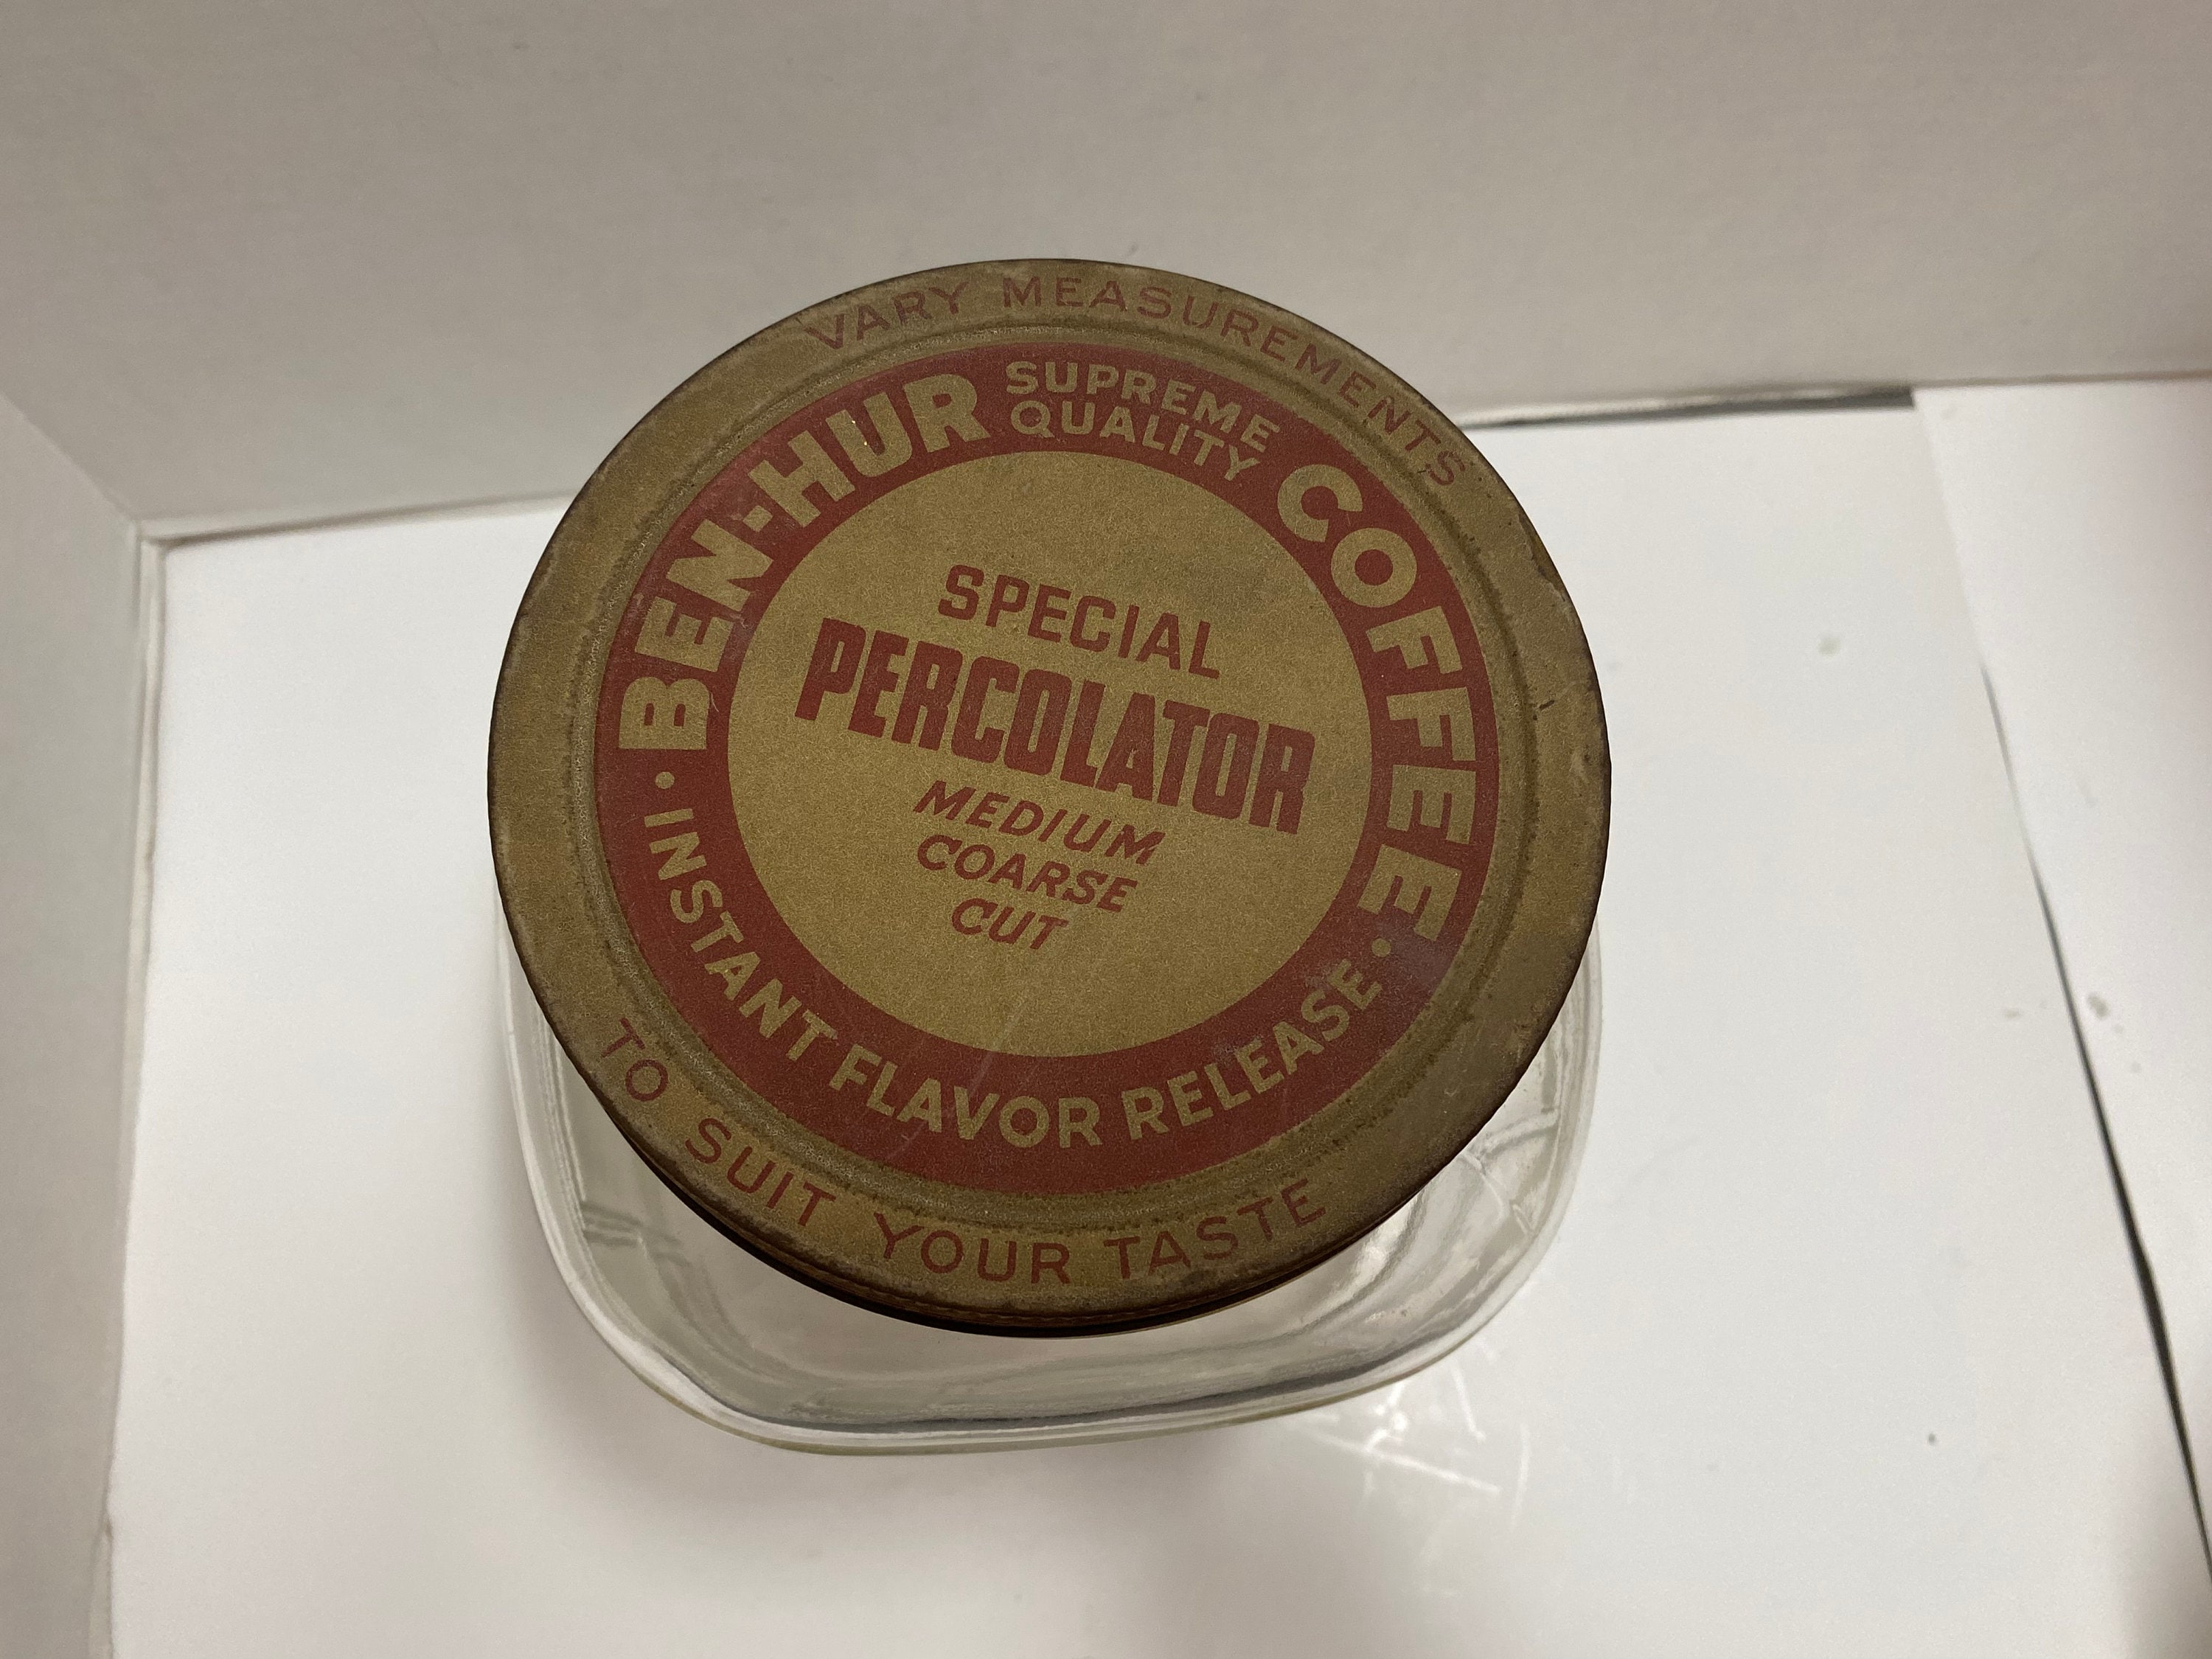 VARY MEASUREMENTS
BEN-HUR SUPREME QUALITY COFFEE
SPECIAL
PERCOLATOR
MEDIUM
COARSE
CUT
• INSTANT FLAVOR RELEASE •
TO SUIT YOUR TASTE